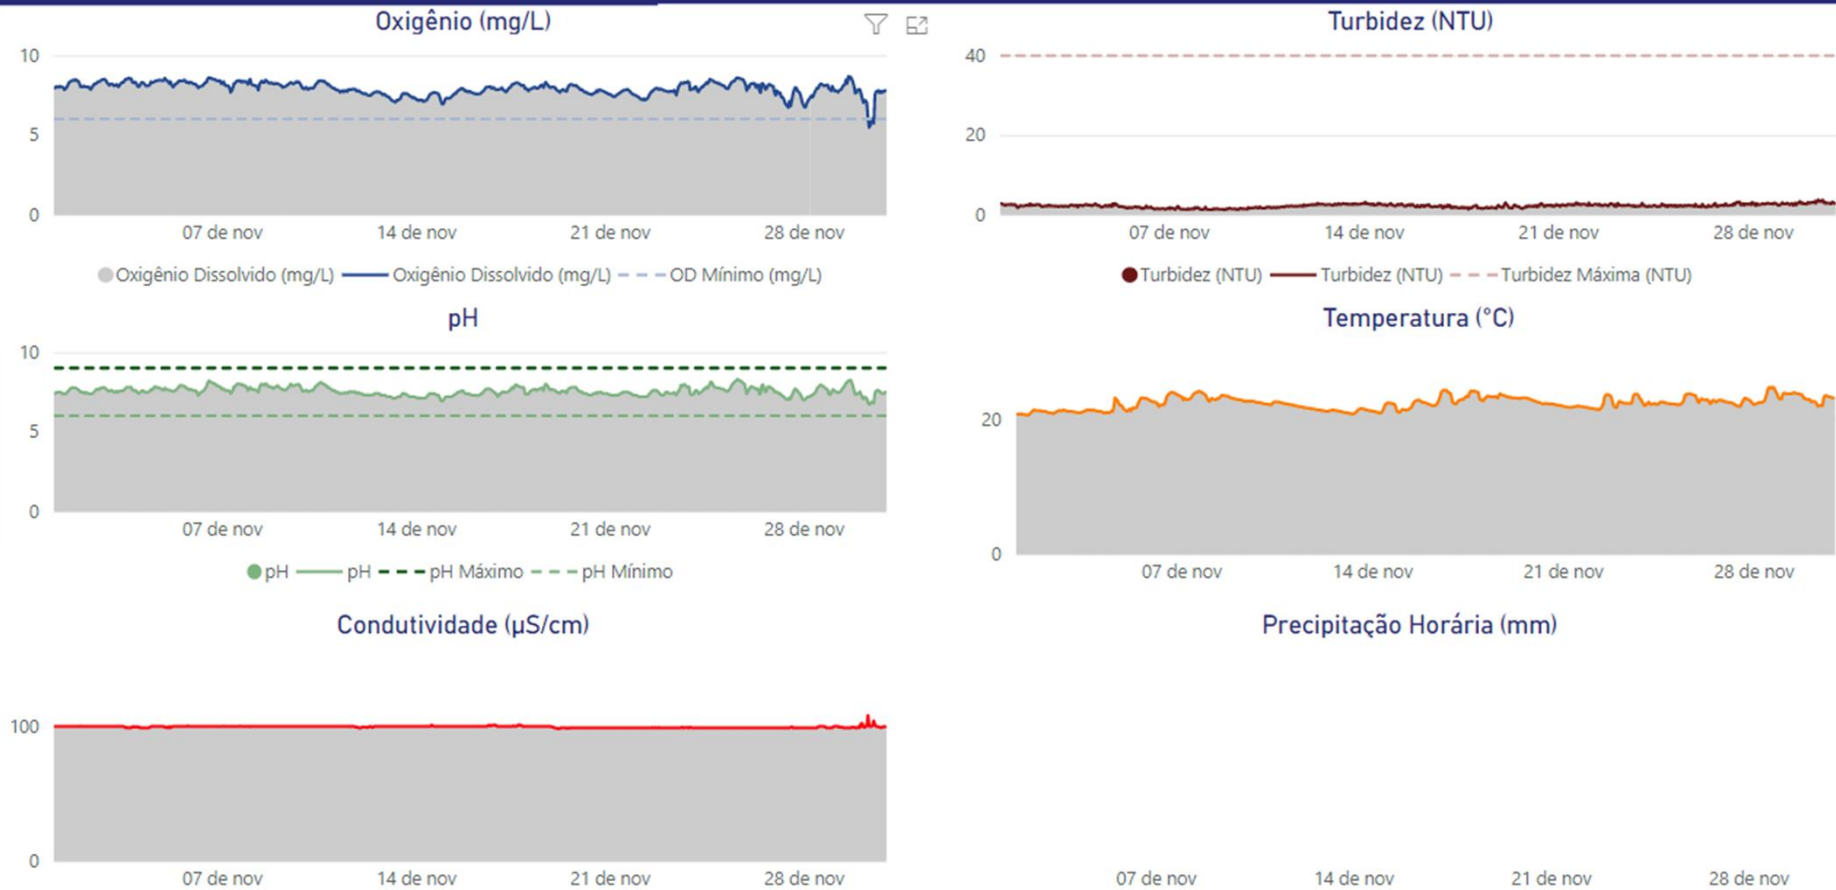 Oxigênio (mg/L)
10
5
0
07 de nov 14 de nov 21 de nov 28 de nov
Oxigênio Dissolvido (mg/L) Oxigênio Dissolvido (mg/L) OD Mínimo (mg/L)
Turbidez (NTU)
40
20
0
07 de nov 14 de nov 21 de nov 28 de nov
Turbidez (NTU) Turbidez (NTU) Turbidez Máxima (NTU)
pH
10
5
0
07 de nov 14 de nov 21 de nov 28 de nov
pH pH pH Máximo pH Mínimo
Temperatura (°C)
20
0
07 de nov 14 de nov 21 de nov 28 de nov
Condutividade (µS/cm)
100
0
07 de nov 14 de nov 21 de nov 28 de nov
Precipitação Horária (mm)
07 de nov 14 de nov 21 de nov 28 de nov